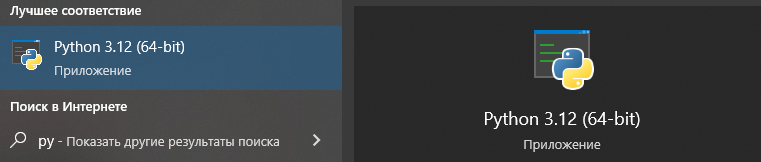 Лучшее соответствие
Python 3.12 (64-bit)
Приложение
Поиск в Интернете
py - Показать другие результаты поиска
Python 3.12 (64-bit)
Приложение